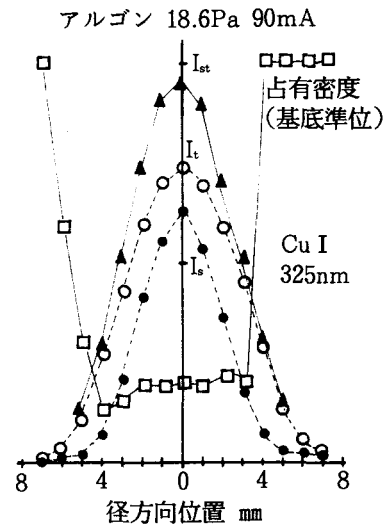 アルゴン 18.6Pa 90mA
Ist
占有密度
(基底準位)
It
Cu I
325nm
Is
8 4 0 4 8
径方向位置 mm